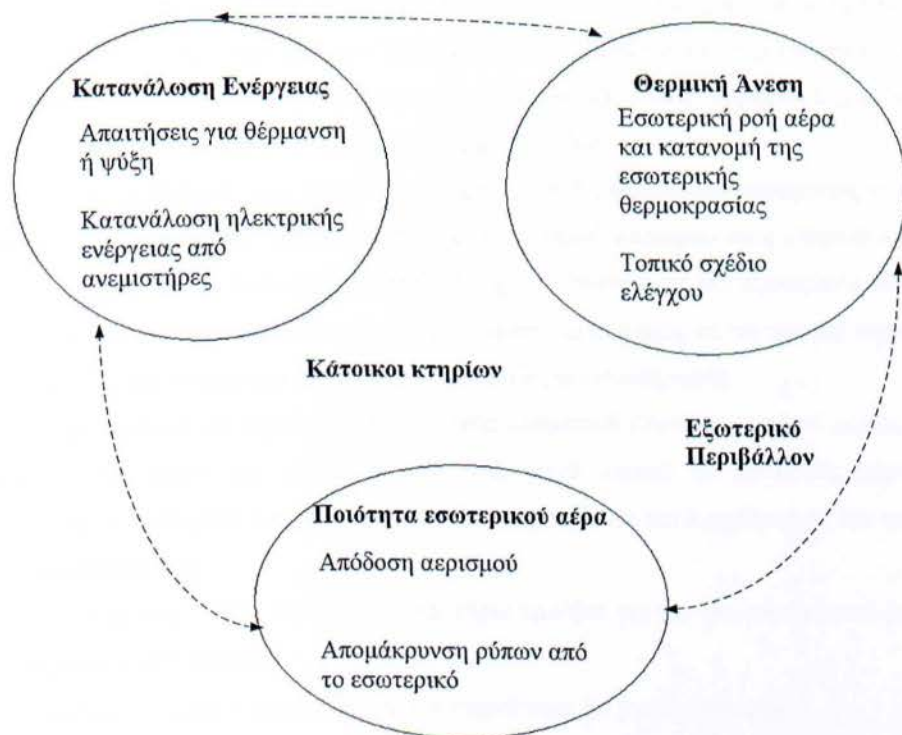 Κατανάλωση Ενέργειας
Απαιτήσεις για θέρμανση
ή ψύξη
Κατανάλωση ηλεκτρικής
ενέργειας από
ανεμιστήρες
Θερμική Άνεση
Εσωτερική ροή αέρα
και κατανομή της
εσωτερικής
θερμοκρασίας
Τοπικό σχέδιο
ελέγχου
Κάτοικοι κτηρίων
Εξωτερικό
Περιβάλλον
Ποιότητα εσωτερικού αέρα
Απόδοση αερισμού
Απομάκρυνση ρύπων από
το εσωτερικό